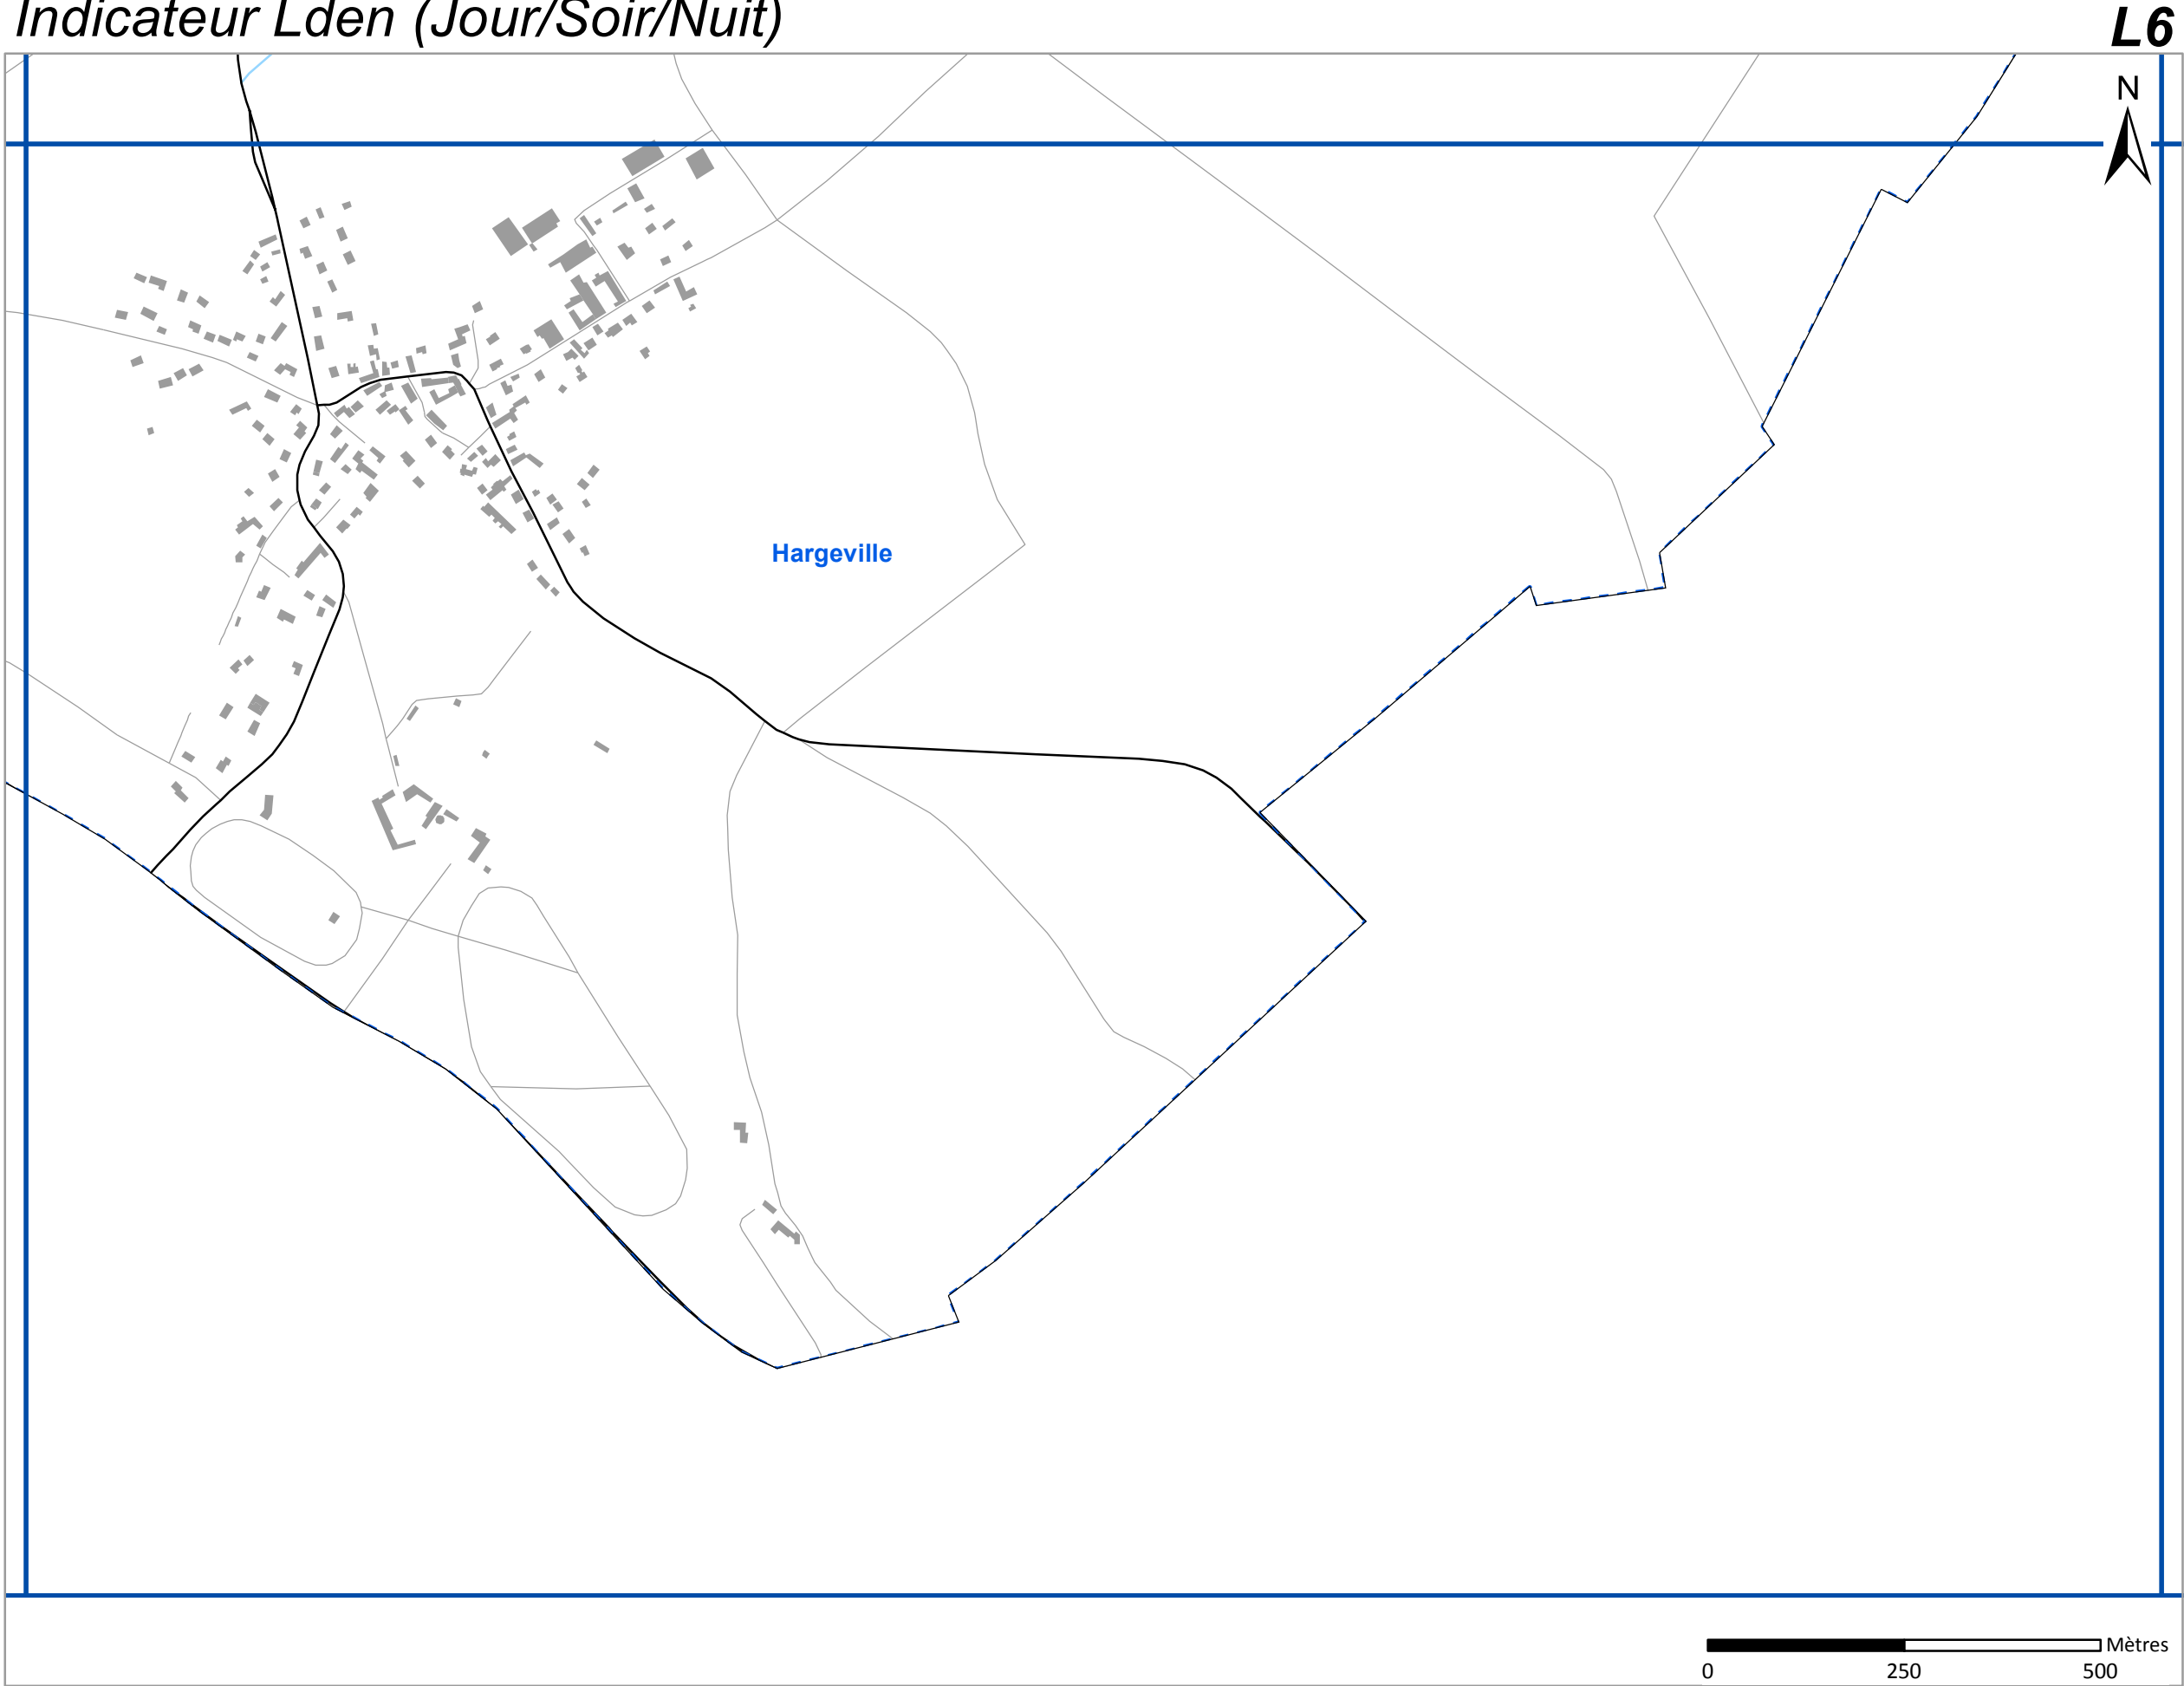 Indicateur Lden (Jour/Soir/Nuit)
L6
N
Hargeville
Mètres
0 250 500